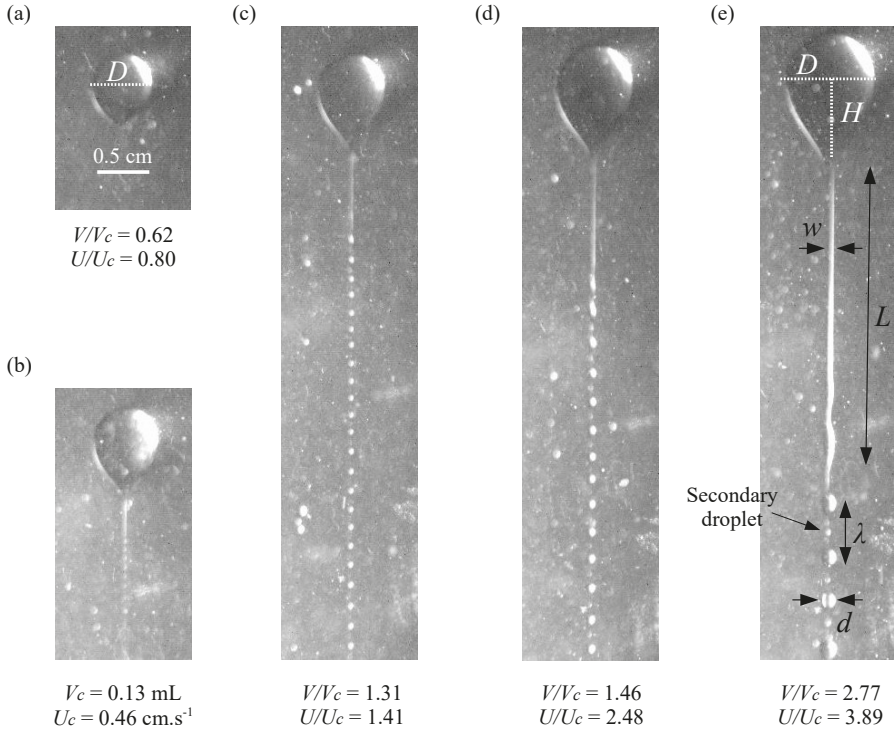 (a)
D
0.5 cm
V/Vc = 0.62
U/Uc = 0.80
(b)
Vc = 0.13 mL
Uc = 0.46 cm.s-1
(c)
V/Vc = 1.31
U/Uc = 1.41
(d)
V/Vc = 1.46
U/Uc = 2.48
(e)
D
H
w
L
Secondary
droplet
λ
d
V/Vc = 2.77
U/Uc = 3.89